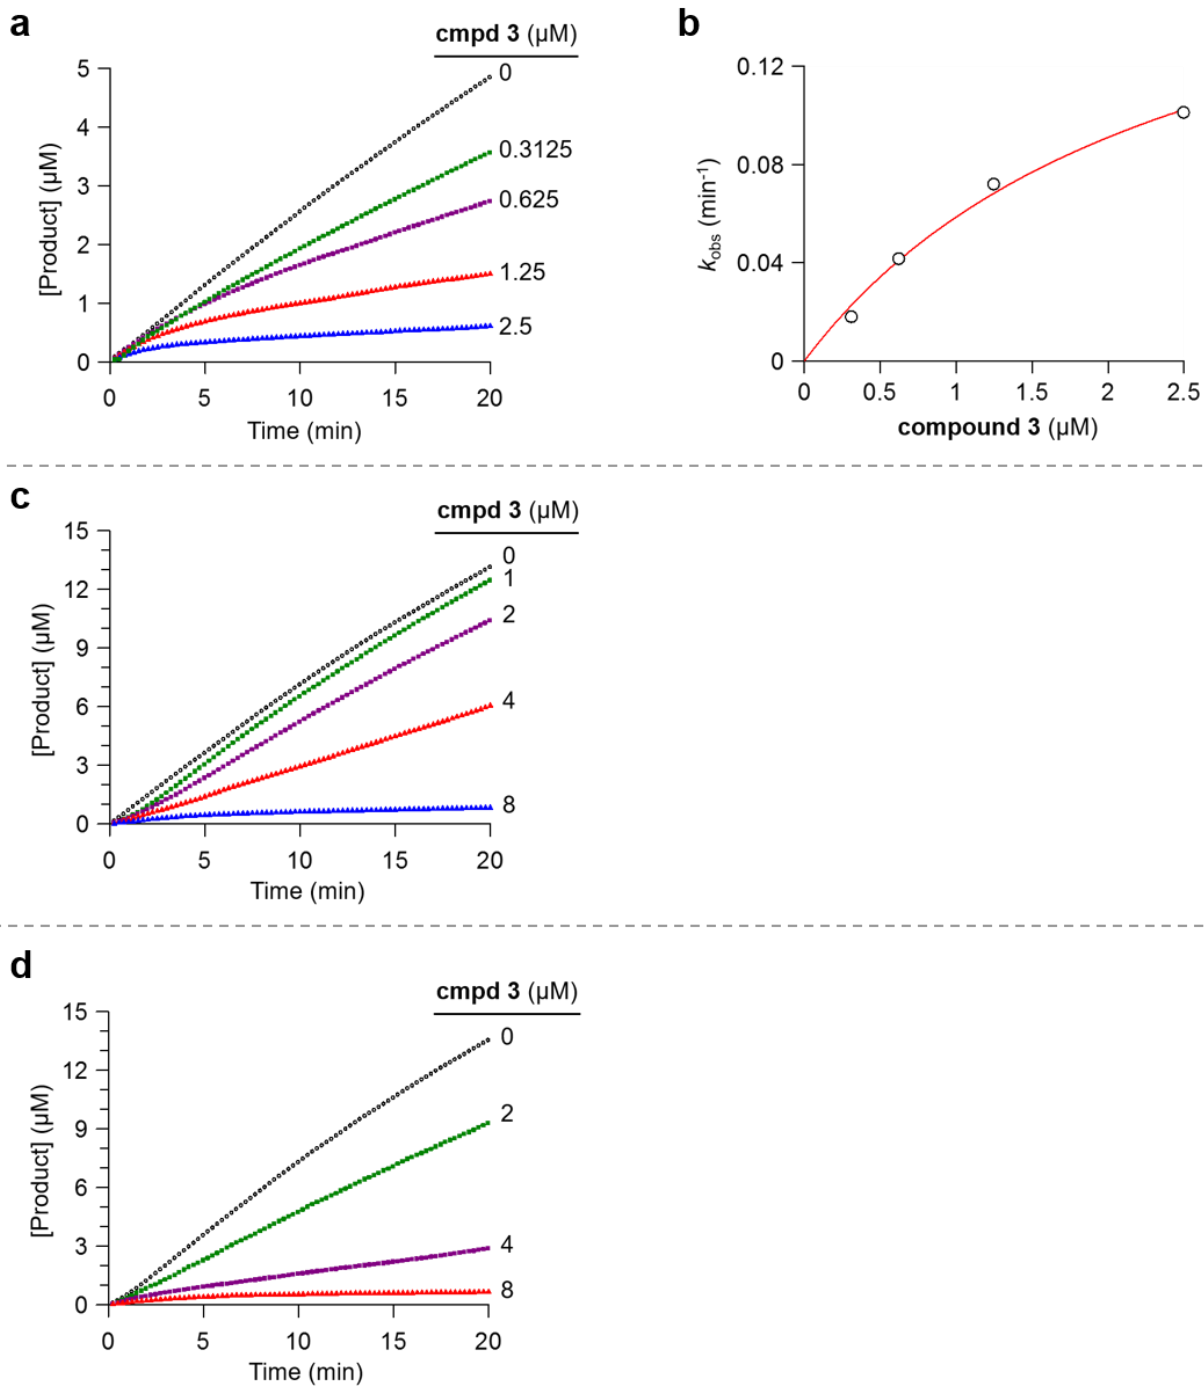 a
cmpd 3 (µM)
0
0.3125
0.625
1.25
2.5
5
4
3
2
1
0
[Product] (µM)
0 5 10 15 20
Time (min)
b
0.12
0.08
0.04
0
kobs (min-1)
0 0.5 1 1.5 2 2.5
compound 3 (µM)
c
cmpd 3 (µM)
0
1
2
4
8
15
12
9
6
3
0
[Product] (µM)
0 5 10 15 20
Time (min)
d
cmpd 3 (µM)
0
2
4
8
15
12
9
6
3
0
[Product] (µM)
0 5 10 15 20
Time (min)